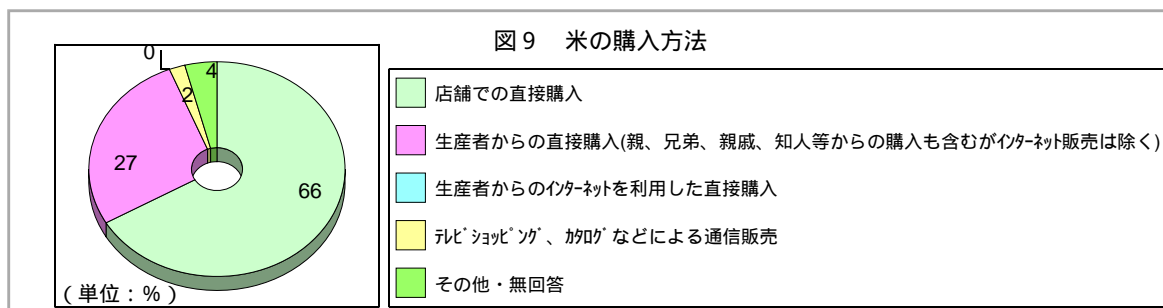 図9 米の購入方法
0
4
2
27
66
(単位:%)
店舗での直接購入
生産者からの直接購入(親、兄弟、親戚、知人等からの購入も含むがｲﾝﾀｰﾈｯﾄ販売は除く)
生産者からのｲﾝﾀｰﾈｯﾄを利用した直接購入
ﾃﾚﾋﾞｼｮｯﾋﾟﾝｸﾞ、ｶﾀﾛｸﾞなどによる通信販売
その他・無回答